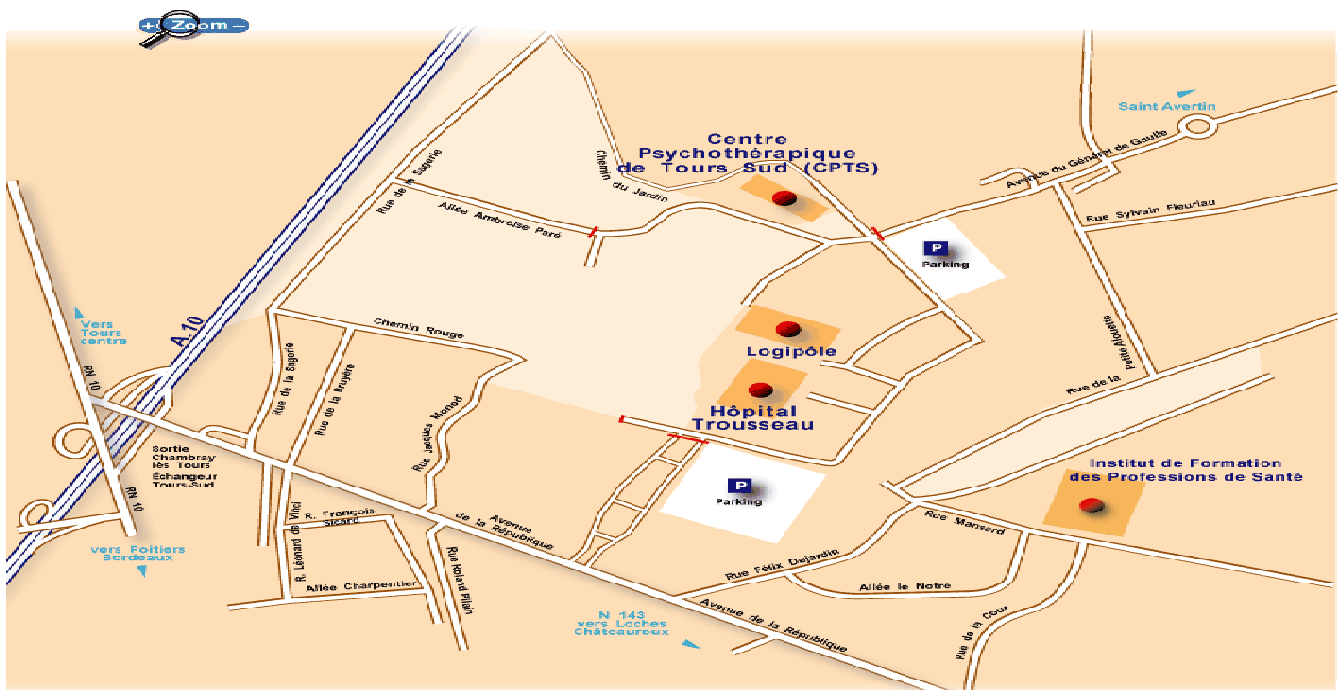 + Zoom -
Saint Avertin
Centre
Psychothérapique
de Tours Sud (CPTS)
Avenue du Général de Gaulle
Chemin
du Jardin
Rue de la Sagerie
Allée Ambroise Paré
Rue Sylvain Fleuriau
P
Parking
A.10
Vers
Tours
centre
Chemin Rouge
Logipôle
Rue de la
Petite Alouette
RN 10
Rue de la Sagerie
Rue de la Bruyère
Rue Jacques Monod
Hôpital
Trousseau
Sortie
Chambray
lès Tours
Echangeur
Tours-Sud
RN 10
Institut de Formation
des Professions de Santé
P
Parking
R. Léonard de Vinci
R. François
Sicard
Avenue
de la République
Rue Mansard
vers Poitiers
Bordeaux
Rue Roland Pilain
Rue Félix Dejardin
Allée Charpentier
Allée le Notre
N 143
vers Loches
Châteauroux
Avenue de la République
Rue de la Cour